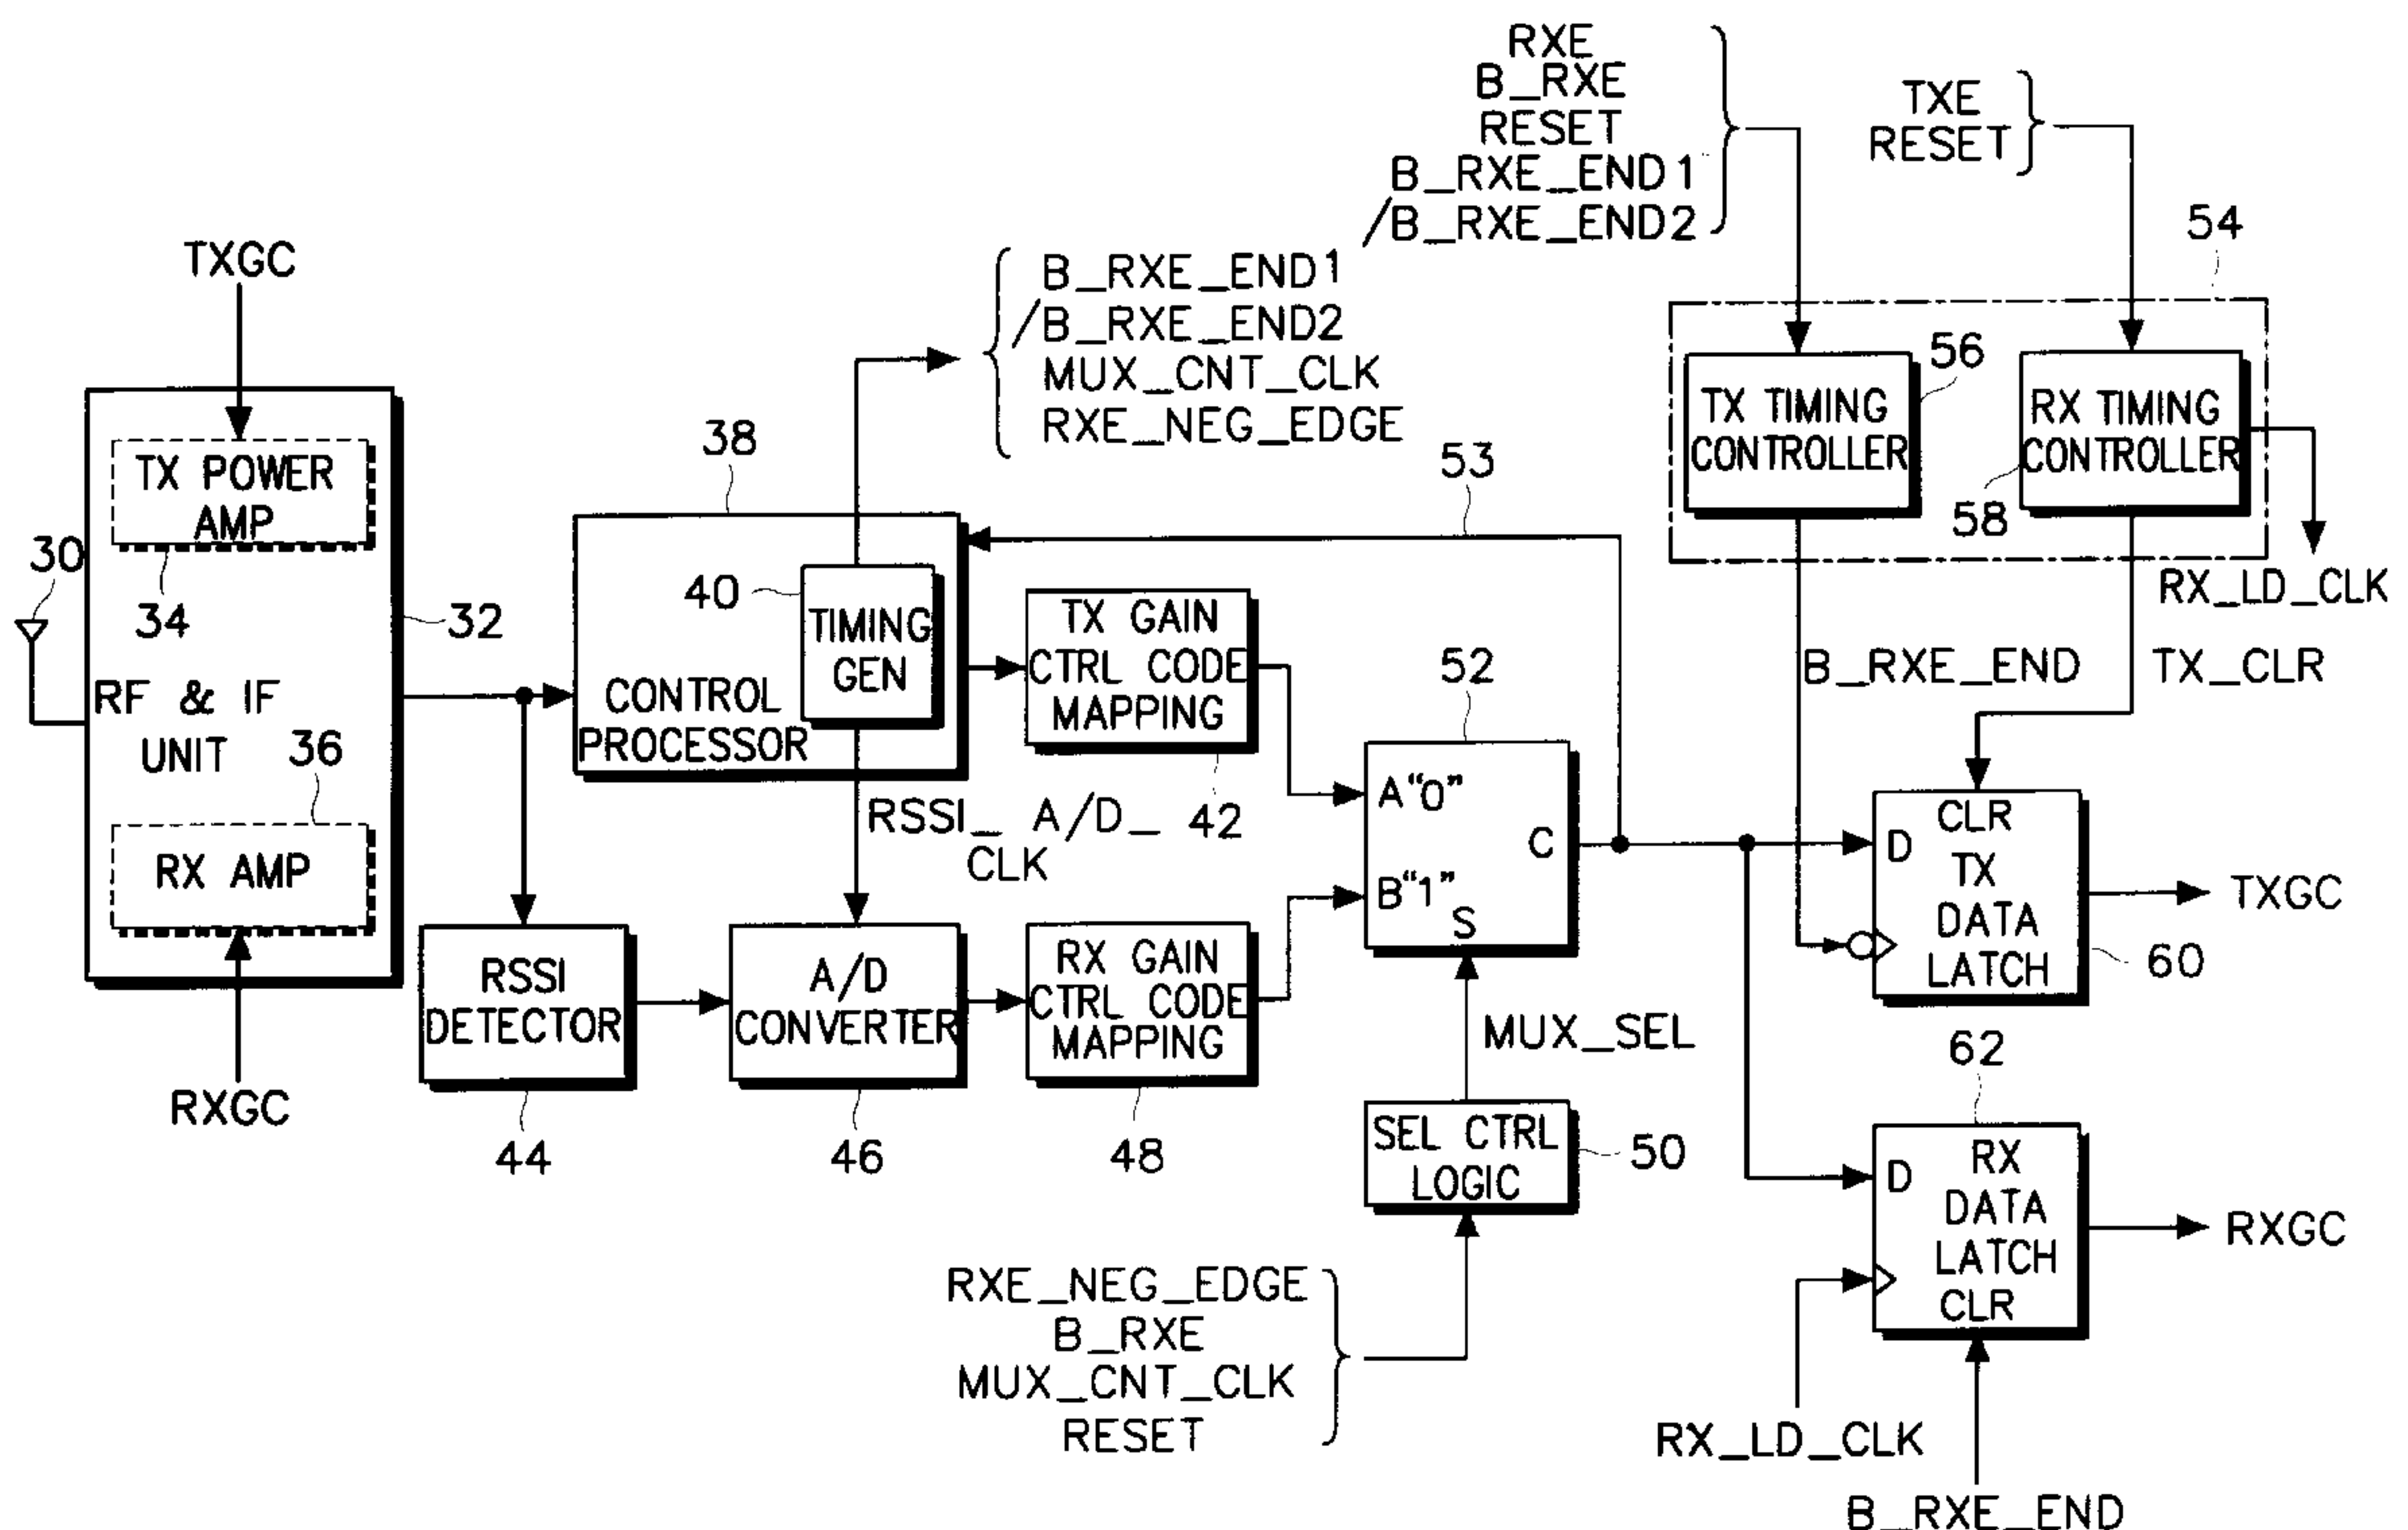 RXE
B_RXE
RESET
B_RXE_END1
/B_RXE_END2
TXE
RESET
54
TXGC
B_RXE_END1
/B_RXE_END2
MUX_CNT_CLK
RXE_NEG_EDGE
56
TX TIMING
CONTROLLER
RX TIMING
CONTROLLER
58
RX_LD_CLK
38
53
TX POWER
AMP
34
30
32
RF & IF
UNIT
36
RX AMP
RXGC
40
TIMING
GEN
CONTROL
PROCESSOR
TX GAIN
CTRL CODE
MAPPING
42
RSSI_A/D_
CLK
52
A"0"
B"1"
C
S
B_RXE_END
TX_CLR
CLR
D
TX
DATA
LATCH
TXGC
60
RSSI
DETECTOR
44
A/D
CONVERTER
46
RX GAIN
CTRL CODE
MAPPING
48
MUX_SEL
SEL CTRL
LOGIC
50
62
D
RX
DATA
LATCH
CLR
RXGC
RXE_NEG_EDGE
B_RXE
MUX_CNT_CLK
RESET
RX_LD_CLK
B_RXE_END